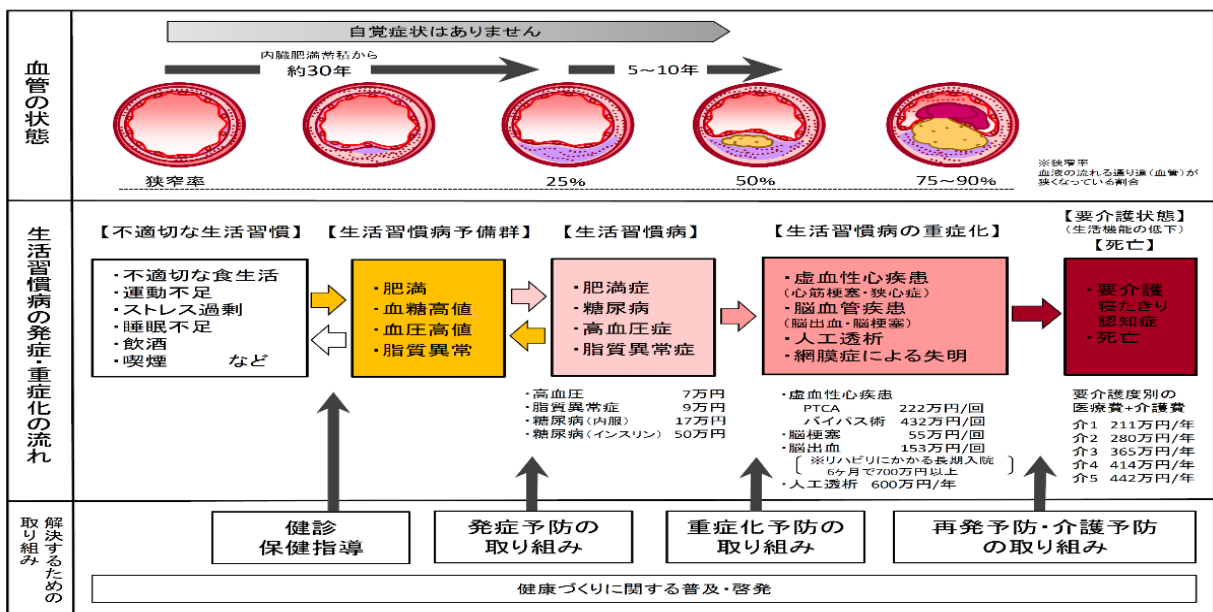 血管の状態
自覚症状はありません
内臓肥満蓄積から
約30年
5～10年
狭窄率
25%
50%
75～90%
※狭窄率
血液の流れる通り道(血管)が
狭くなっている割合
生活習慣病の発症・重症化の流れ
【不適切な生活習慣】
・不適切な食生活
・運動不足
・ストレス過剰
・睡眠不足
・飲酒
・喫煙 など
【生活習慣病予備群】
・肥満
・血糖高値
・血圧高値
・脂質異常
【生活習慣病】
・肥満症
・糖尿病
・高血圧症
・脂質異常症
・高血圧 7万円
・脂質異常症 9万円
・糖尿病(内服) 17万円
・糖尿病(インスリン) 50万円
【生活習慣病の重症化】
・虚血性心疾患
(心筋梗塞・狭心症)
・脳血管疾患
(脳出血・脳梗塞)
・人工透析
・網膜症による失明
・虚血性心疾患
PTCA 222万円/回
バイパス術 432万円/回
・脳梗塞 55万円/回
・脳出血 153万円/回
※リハビリにかかる長期入院
6ヶ月で700万円以上
・人工透析 600万円/年
【要介護状態】
(生活機能の低下)
【死亡】
・要介護
寝たきり
認知症
・死亡
要介護度別の
医療費+介護費
介1 211万円/年
介2 280万円/年
介3 365万円/年
介4 414万円/年
介5 442万円/年
解決するための
取り組み
健診
保健指導
発症予防の
取り組み
重症化予防の
取り組み
再発予防・介護予防
の取り組み
健康づくりに関する普及・啓発